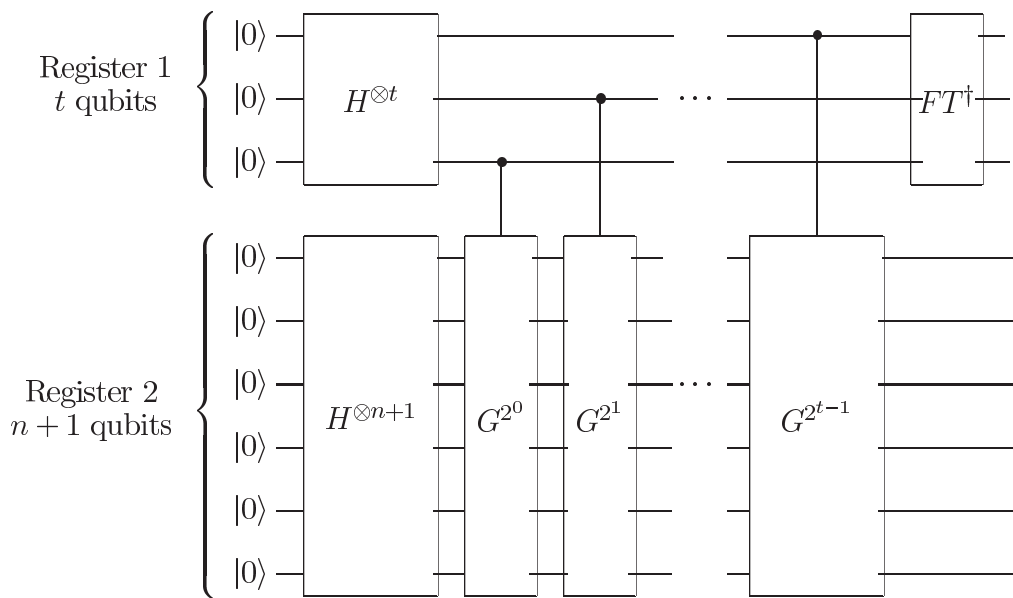 Register 1
t qubits
|0⟩
|0⟩
|0⟩
H^{⊗t}
· · ·
FT^†
Register 2
n + 1 qubits
|0⟩
|0⟩
|0⟩
|0⟩
|0⟩
|0⟩
H^{⊗n+1}
G^{2^0}
G^{2^1}
· · ·
G^{2^{t−1}}